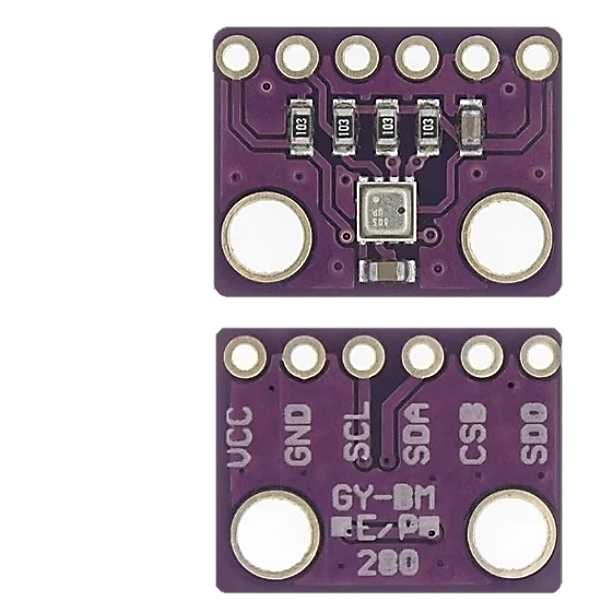 103 103 103 103
VCC GND SCL SDA CSB SDO
GY-BM
E/P
280